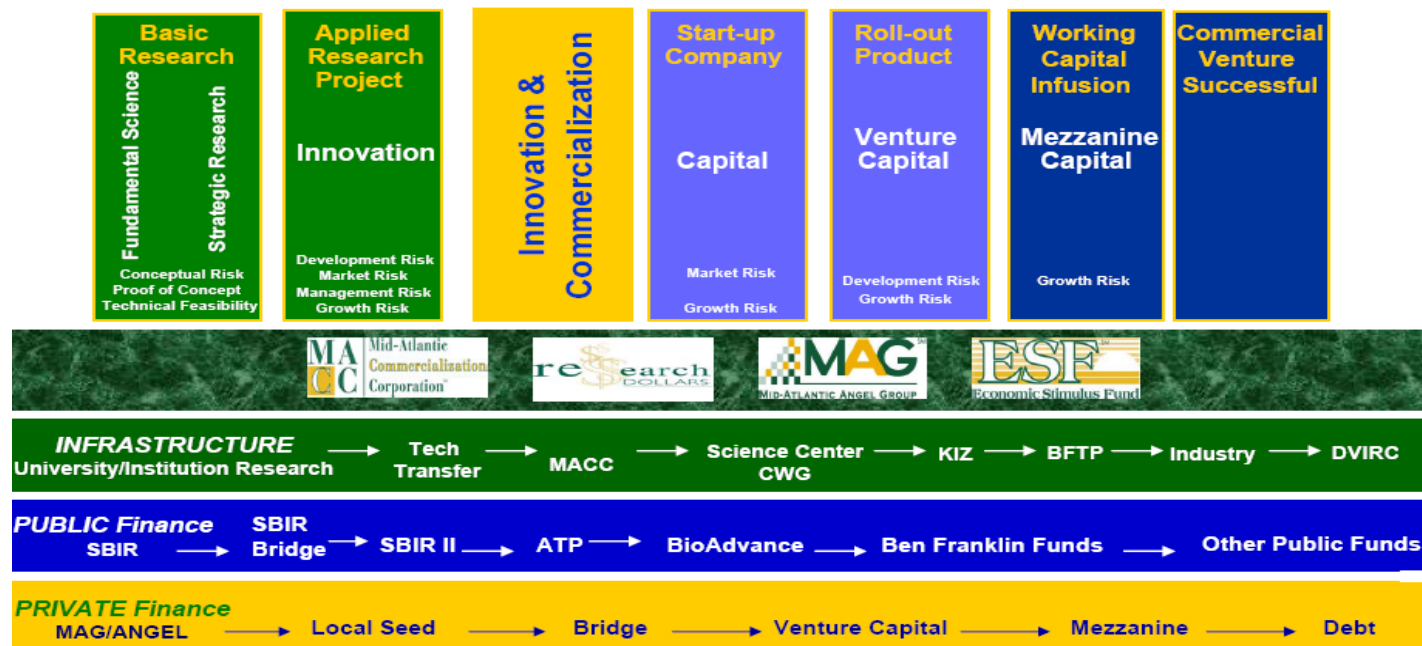 Basic
Research
Fundamental Science
Strategic Research
Conceptual Risk
Proof of Concept
Technical Feasibility
Applied
Research
Project
Innovation
Development Risk
Market Risk
Management Risk
Growth Risk
Innovation &
Commercialization
Start-up
Company
Capital
Market Risk
Growth Risk
Roll-out
Product
Venture
Capital
Development Risk
Growth Risk
Working
Capital
Infusion
Mezzanine
Capital
Growth Risk
Commercial
Venture
Successful
MA
CC
Mid-Atlantic
Commercialization
Corporation
re$earch
DOLLARS
MAG
MID-ATLANTIC ANGEL GROUP
ESF
Economic Stimulus Fund
INFRASTRUCTURE
University/Institution Research → Tech Transfer → MACC → Science Center CWG → KIZ → BFTP → Industry → DVIRC
PUBLIC Finance
SBIR → SBIR Bridge → SBIR II → ATP → BioAdvance → Ben Franklin Funds → Other Public Funds
PRIVATE Finance
MAG/ANGEL → Local Seed → Bridge → Venture Capital → Mezzanine → Debt